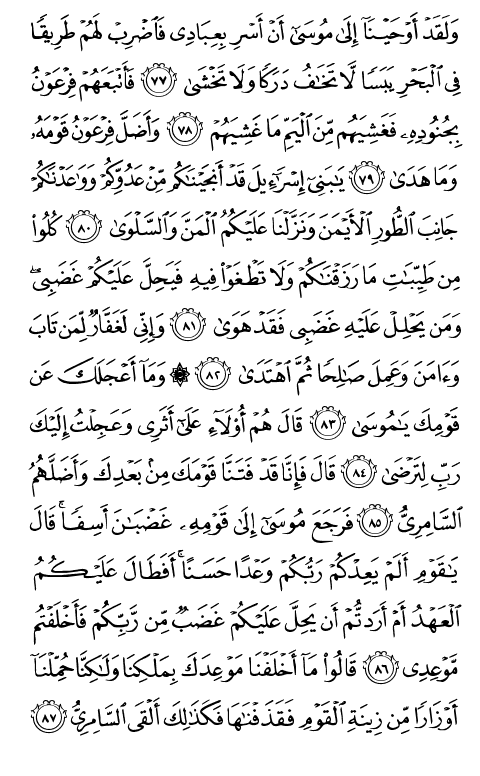 وَلَقَدۡ أَوۡحَيۡنَآ إِلَىٰ مُوسَىٰٓ أَنۡ أَسۡرِ بِعِبَادِي فَٱضۡرِبۡ لَهُمۡ طَرِيقٗا
فِي ٱلۡبَحۡرِ يَبَسٗا لَّا تَخَٰفُ دَرَكٗا وَلَا تَخۡشَىٰ ٧٧ فَأَتۡبَعَهُمۡ فِرۡعَوۡنُ
بِجُنُودِهِۦ فَغَشِيَهُم مِّنَ ٱلۡيَمِّ مَا غَشِيَهُمۡ ٧٨ وَأَضَلَّ فِرۡعَوۡنُ قَوۡمَهُۥ
وَمَا هَدَىٰ ٧٩ يَٰبَنِيٓ إِسۡرَٰٓءِيلَ قَدۡ أَنجَيۡنَٰكُم مِّنۡ عَدُوِّكُمۡ وَوَٰعَدۡنَٰكُمۡ
جَانِبَ ٱلطُّورِ ٱلۡأَيۡمَنَ وَنَزَّلۡنَا عَلَيۡكُمُ ٱلۡمَنَّ وَٱلسَّلۡوَىٰ ٨٠ كُلُواْ
مِن طَيِّبَٰتِ مَا رَزَقۡنَٰكُمۡ وَلَا تَطۡغَوۡاْ فِيهِ فَيَحِلَّ عَلَيۡكُمۡ غَضَبِيۖ
وَمَن يَحۡلِلۡ عَلَيۡهِ غَضَبِي فَقَدۡ هَوَىٰ ٨١ وَإِنِّي لَغَفَّارٞ لِّمَن تَابَ
وَءَامَنَ وَعَمِلَ صَٰلِحٗا ثُمَّ ٱهۡتَدَىٰ ٨٢ ۞ وَمَآ أَعۡجَلَكَ عَن
قَوۡمِكَ يَٰمُوسَىٰ ٨٣ قَالَ هُمۡ أُوْلَآءِ عَلَىٰٓ أَثَرِي وَعَجِلۡتُ إِلَيۡكَ
رَبِّ لِتَرۡضَىٰ ٨٤ قَالَ فَإِنَّا قَدۡ فَتَنَّا قَوۡمَكَ مِنۢ بَعۡدِكَ وَأَضَلَّهُمُ
ٱلسَّامِرِيُّ ٨٥ فَرَجَعَ مُوسَىٰٓ إِلَىٰ قَوۡمِهِۦ غَضۡبَٰنَ أَسِفٗاۚ قَالَ
يَٰقَوۡمِ أَلَمۡ يَعِدۡكُمۡ رَبُّكُمۡ وَعۡدًا حَسَنًاۚ أَفَطَالَ عَلَيۡكُمُ
ٱلۡعَهۡدُ أَمۡ أَرَدتُّمۡ أَن يَحِلَّ عَلَيۡكُمۡ غَضَبٞ مِّن رَّبِّكُمۡ فَأَخۡلَفۡتُم
مَّوۡعِدِي ٨٦ قَالُواْ مَآ أَخۡلَفۡنَا مَوۡعِدَكَ بِمَلۡكِنَا وَلَٰكِنَّا حُمِّلۡنَآ
أَوۡزَارٗا مِّن زِينَةِ ٱلۡقَوۡمِ فَقَذَفۡنَٰهَا فَكَذَٰلِكَ أَلۡقَى ٱلسَّامِرِيُّ ٨٧